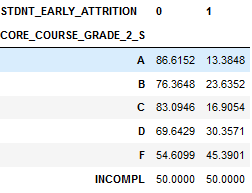 STDNT_EARLY_ATTRITION 0 1
CORE_COURSE_GRADE_2_S
A 86.6152 13.3848
B 76.3648 23.6352
C 83.0946 16.9054
D 69.6429 30.3571
F 54.6099 45.3901
INCOMPL 50.0000 50.0000